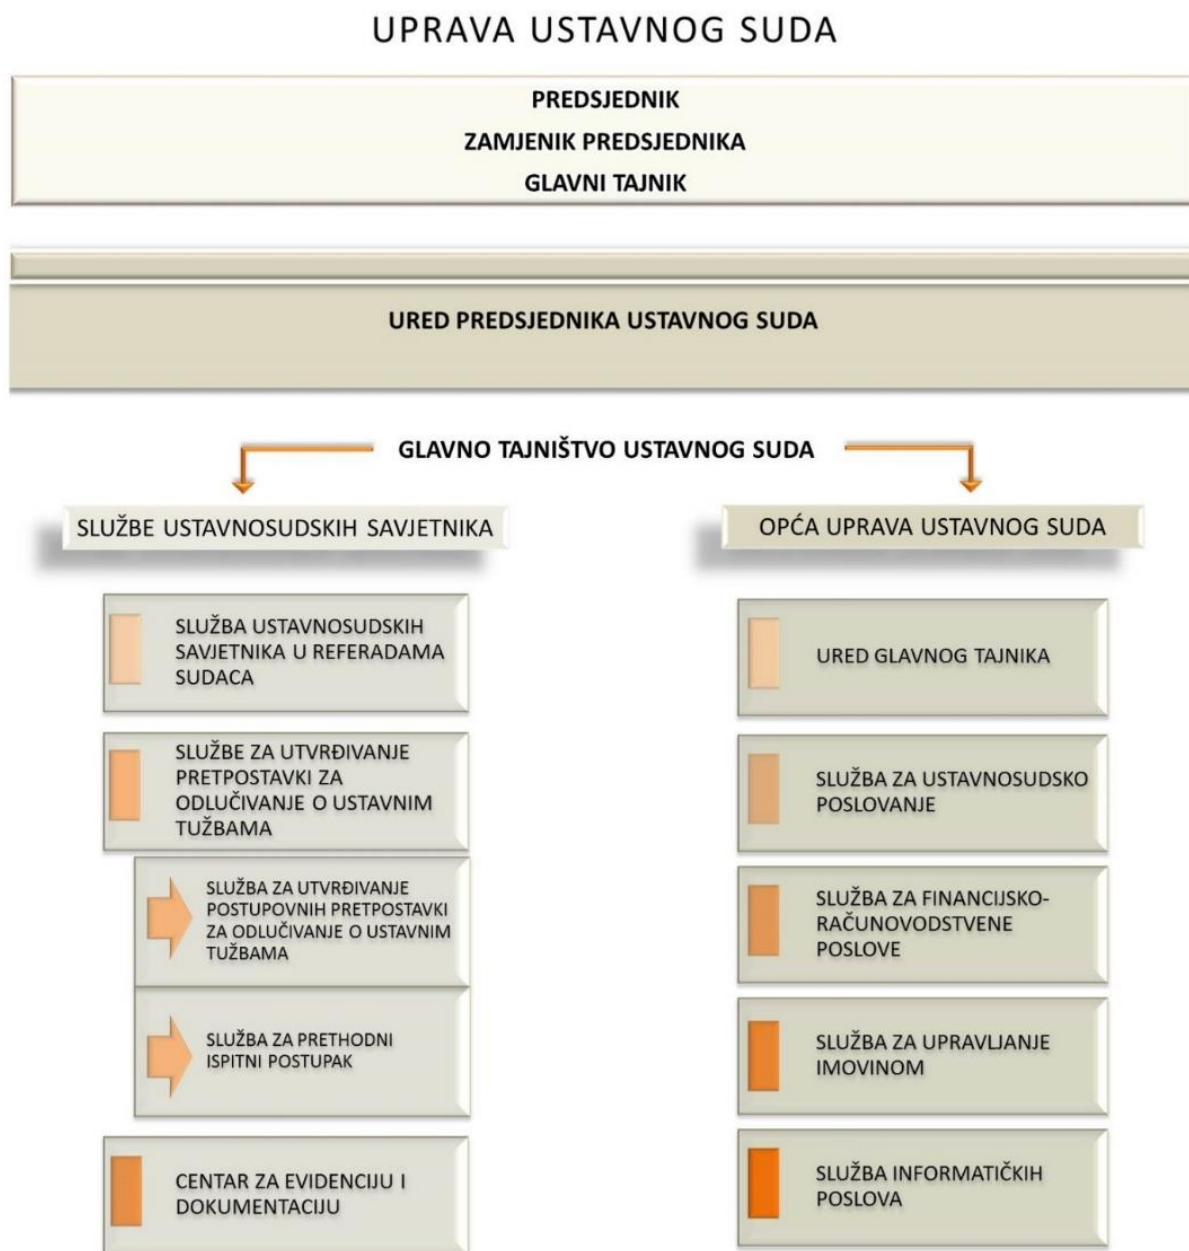 UPRAVA USTAVNOG SUDA
PREDSJEDNIK
ZAMJENIK PREDSJEDNIKA
GLAVNI TAJNIK
URED PREDSJEDNIKA USTAVNOG SUDA
GLAVNO TAJNIŠTVO USTAVNOG SUDA
SLUŽBE USTAVNOSUDSKIH SAVJETNIKA
SLUŽBA USTAVNOSUDSKIH
SAVJETNIKA U REFERADAMA
SUDACA
SLUŽBE ZA UTVRĐIVANJE
PRETPOSTAVKI ZA
ODLUČIVANJE O USTAVNIM
TUŽBAMA
SLUŽBA ZA UTVRĐIVANJE
POSTUPOVNIH PRETPOSTAVKI
ZA ODLUČIVANJE O USTAVNIM
TUŽBAMA
SLUŽBA ZA PRETHODNI
ISPITNI POSTUPAK
CENTAR ZA EVIDENCIJU I
DOKUMENTACIJU
OPĆA UPRAVA USTAVNOG SUDA
URED GLAVNOG TAJNIKA
SLUŽBA ZA USTAVNOSUDSKO
POSLOVANJE
SLUŽBA ZA FINANCIJSKO-
RAČUNOVODSTVENE
POSLOVE
SLUŽBA ZA UPRAVLJANJE
IMOVINOM
SLUŽBA INFORMATIČKIH
POSLOVA